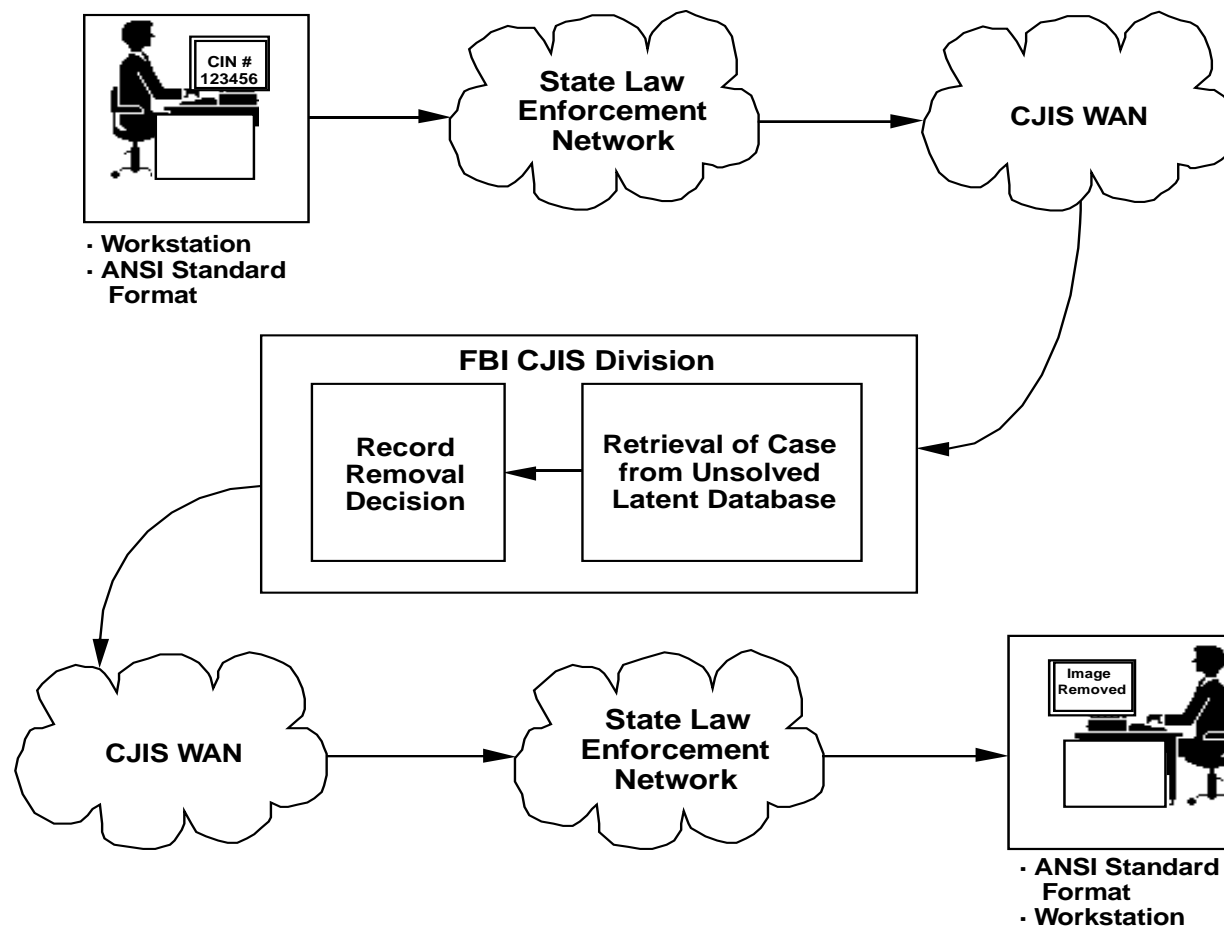 CIN #
123456
State Law
Enforcement
Network
CJIS WAN
· Workstation
· ANSI Standard
Format
FBI CJIS Division
Record
Removal
Decision
Retrieval of Case
from Unsolved
Latent Database
CJIS WAN
State Law
Enforcement
Network
Image
Removed
· ANSI Standard
Format
· Workstation